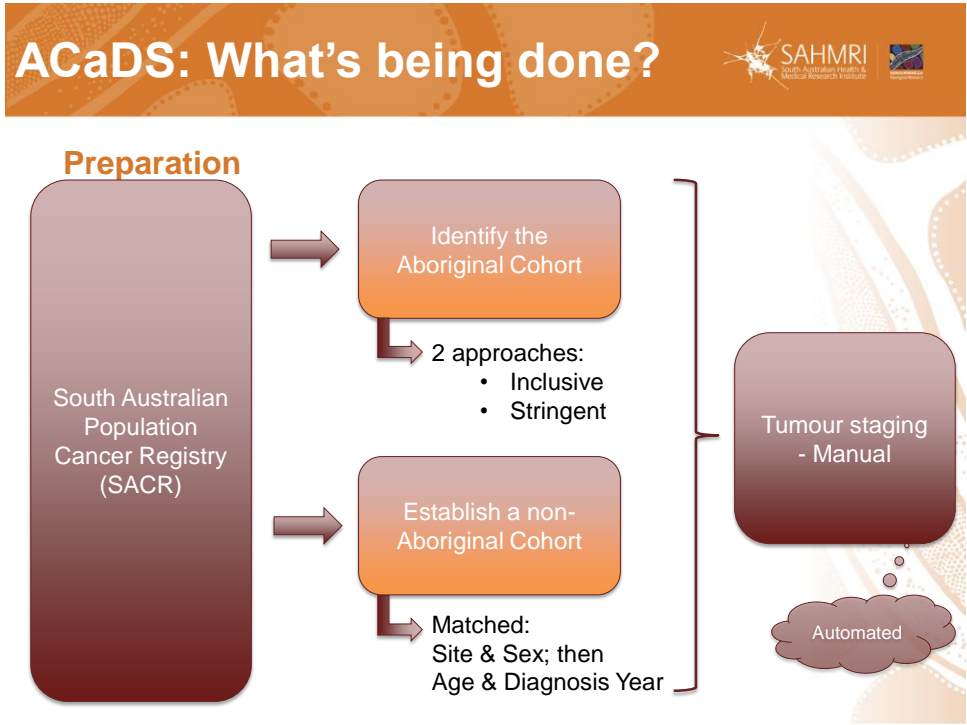 ACaDS: What's being done?
SAHMRI
South Australian Health &
Medical Research Institute
Preparation
South Australian
Population
Cancer Registry
(SACR)
Identify the
Aboriginal Cohort
2 approaches:
• Inclusive
• Stringent
Establish a non-
Aboriginal Cohort
Matched:
Site & Sex; then
Age & Diagnosis Year
Tumour staging
- Manual
Automated